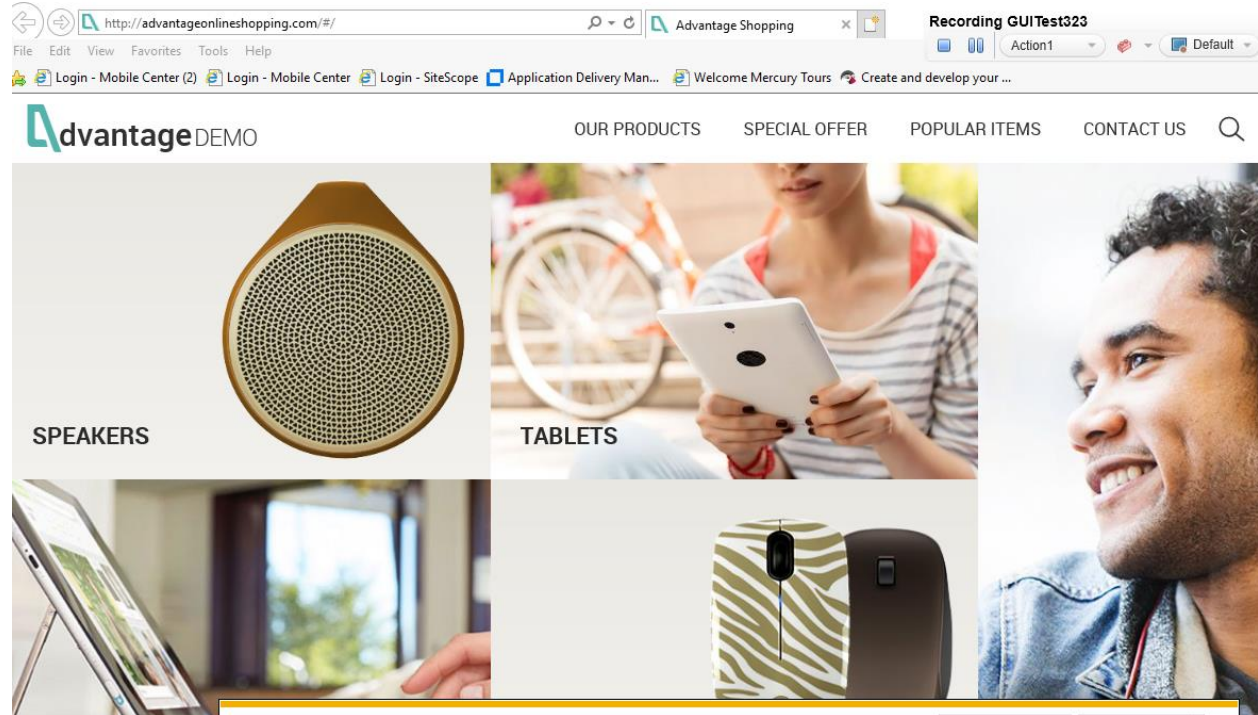 http://advantageonlineshopping.com/#/
Advantage Shopping
Recording GUITest323
File Edit View Favorites Tools Help
Action1
Default
Login - Mobile Center (2) Login - Mobile Center Login - SiteScope Application Delivery Man... Welcome Mercury Tours Create and develop your ...
dvantage DEMO
OUR PRODUCTS SPECIAL OFFER POPULAR ITEMS CONTACT US
SPEAKERS
TABLETS